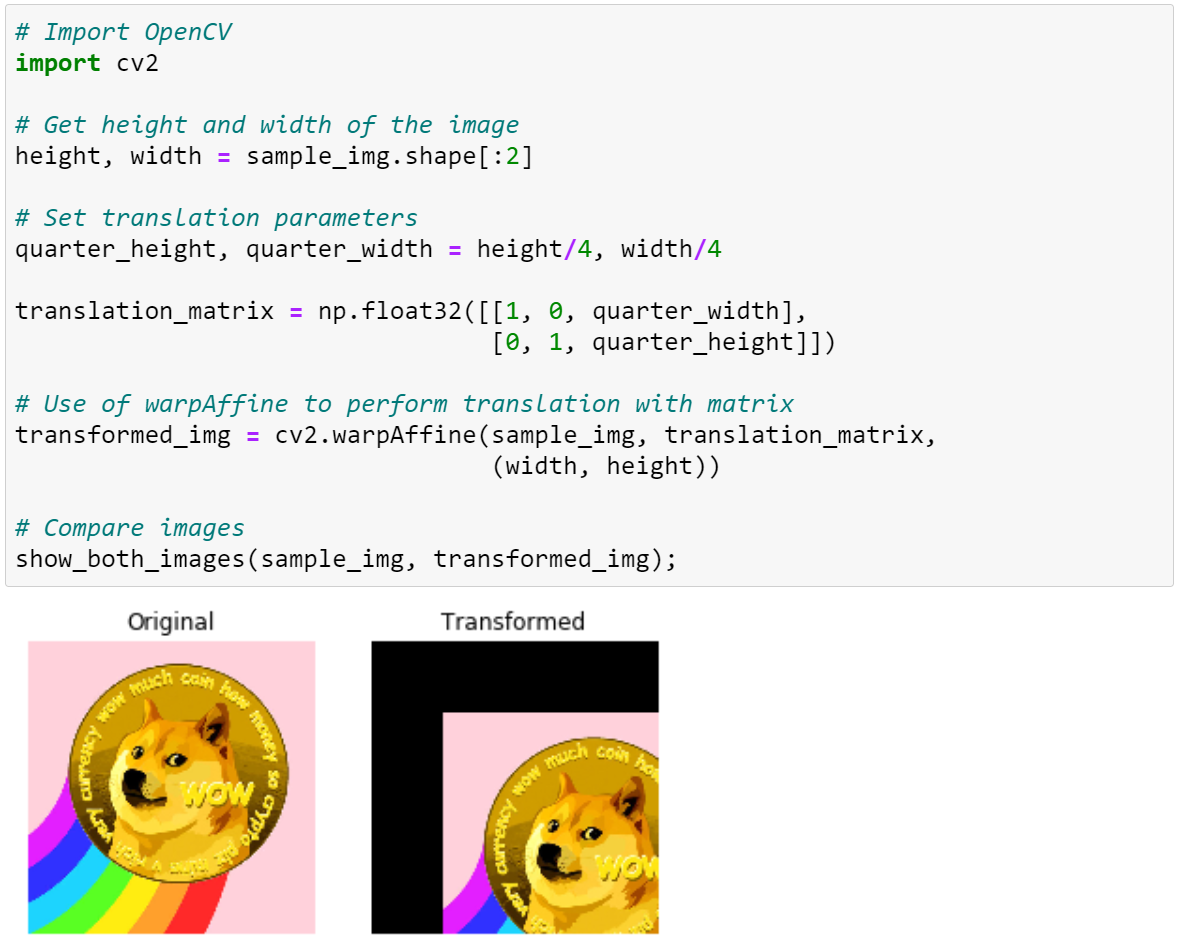 # Import OpenCV
import cv2
# Get height and width of the image
height, width = sample_img.shape[:2]
# Set translation parameters
quarter_height, quarter_width = height/4, width/4
translation_matrix = np.float32([[1, 0, quarter_width],
[0, 1, quarter_height]])
# Use of warpAffine to perform translation with matrix
transformed_img = cv2.warpAffine(sample_img, translation_matrix,
(width, height))
# Compare images
show_both_images(sample_img, transformed_img);
Original
Transformed
very currency wow much coin how money so crypto
WOW
very currency wow much coin how
WOW